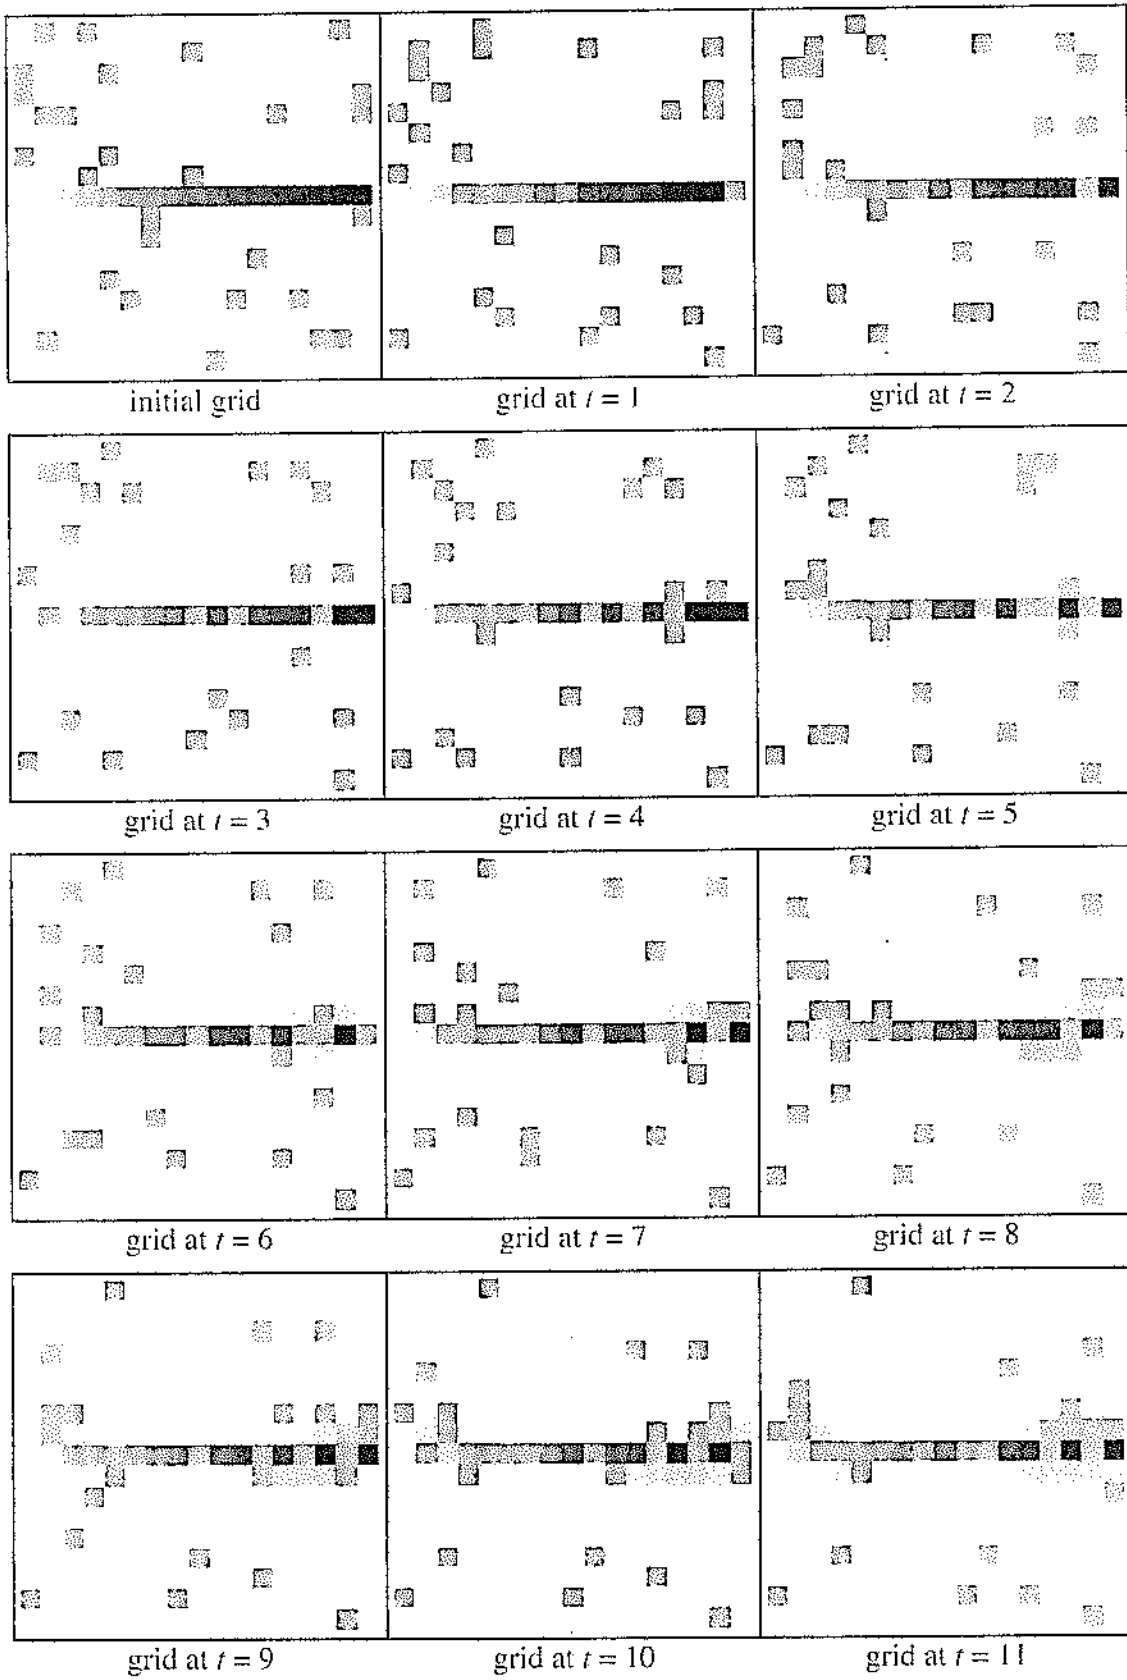 initial grid
grid at t = 1
grid at t = 2
grid at t = 3
grid at t = 4
grid at t = 5
grid at t = 6
grid at t = 7
grid at t = 8
grid at t = 9
grid at t = 10
grid at t = 11